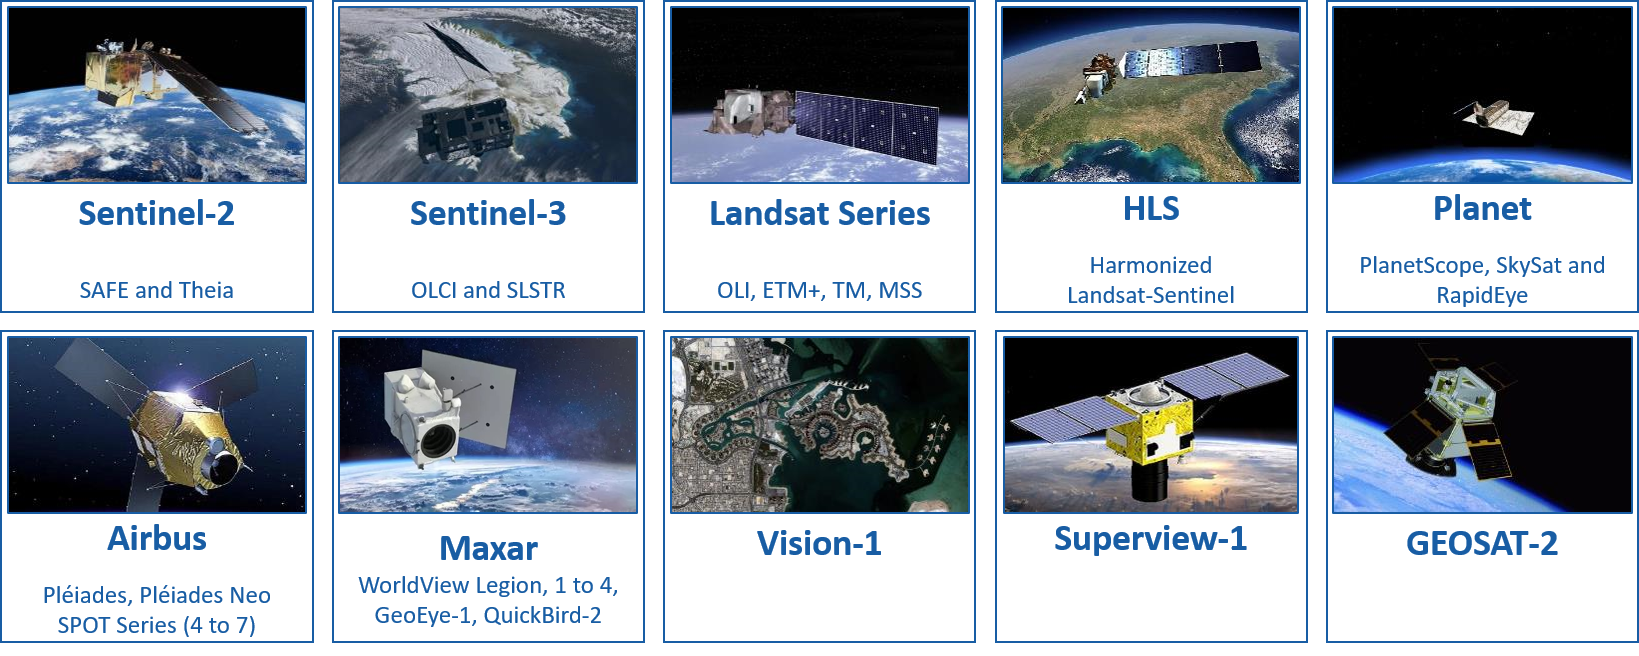 Sentinel-2
SAFE and Theia
Sentinel-3
OLCI and SLSTR
Landsat Series
OLI, ETM+, TM, MSS
HLS
Harmonized
Landsat-Sentinel
Planet
PlanetScope, SkySat and
RapidEye
Airbus
Pléiades, Pléiades Neo
SPOT Series (4 to 7)
Maxar
WorldView Legion, 1 to 4,
GeoEye-1, QuickBird-2
Vision-1
Superview-1
GEOSAT-2